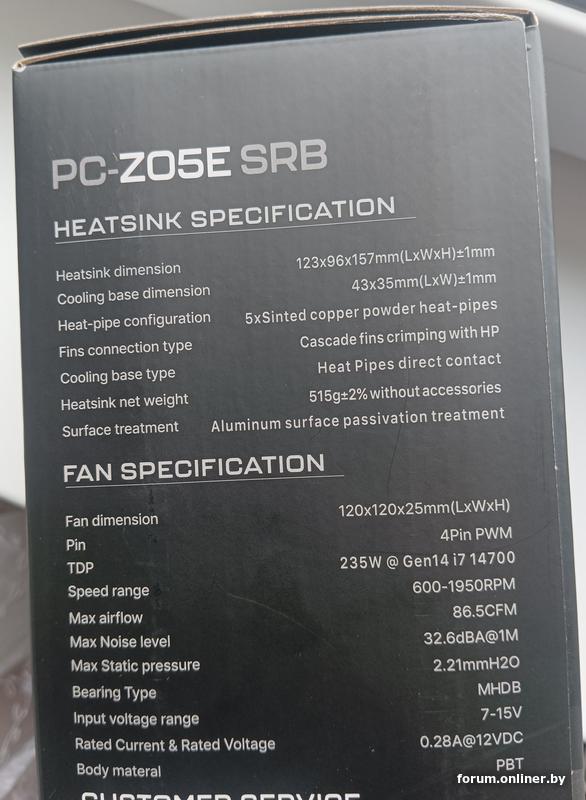 PC-Z05E SRB
HEATSINK SPECIFICATION
Heatsink dimension 123x96x157mm(LxWxH)±1mm
Cooling base dimension 43x35mm(LxW)±1mm
Heat-pipe configuration 5xSinted copper powder heat-pipes
Fins connection type Cascade fins crimping with HP
Cooling base type Heat Pipes direct contact
Heatsink net weight 515g±2% without accessories
Surface treatment Aluminum surface passivation treatment
FAN SPECIFICATION
Fan dimension 120x120x25mm(LxWxH)
Pin 4Pin PWM
TDP 235W @ Gen14 i7 14700
Speed range 600-1950RPM
Max airflow 86.5CFM
Max Noise level 32.6dBA@1M
Max Static pressure 2.21mmH2O
Bearing Type MHDB
Input voltage range 7-15V
Rated Current & Rated Voltage 0.28A@12VDC
Body materal PBT
CUSTOMER SERVICE
forum.onliner.by